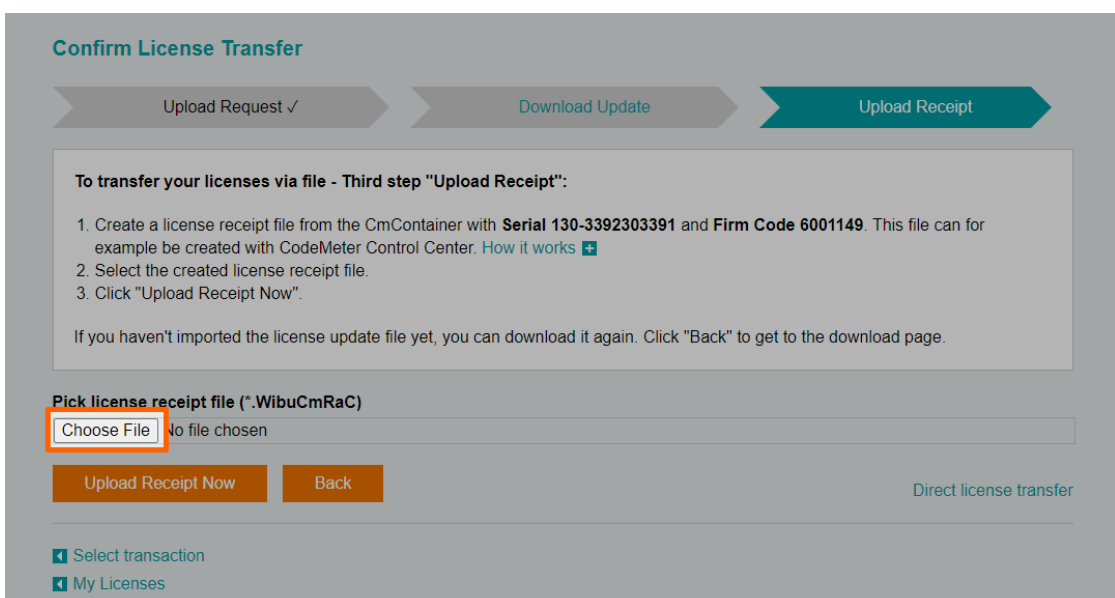 Confirm License Transfer
Upload Request ✓
Download Update
Upload Receipt
To transfer your licenses via file - Third step "Upload Receipt":
1. Create a license receipt file from the CmContainer with Serial 130-3392303391 and Firm Code 6001149. This file can for
example be created with CodeMeter Control Center. How it works +
2. Select the created license receipt file.
3. Click "Upload Receipt Now".
If you haven't imported the license update file yet, you can download it again. Click "Back" to get to the download page.
Pick license receipt file (*.WibuCmRaC)
Choose File No file chosen
Upload Receipt Now
Back
Direct license transfer
Select transaction
My Licenses